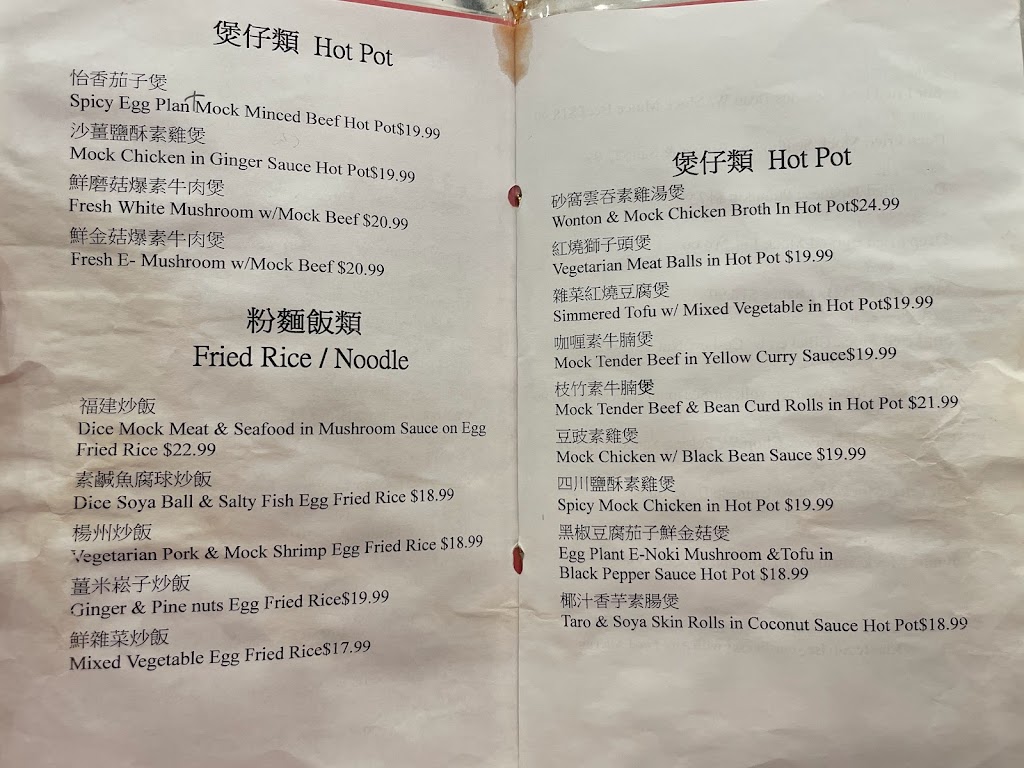 煲仔類 Hot Pot
怡香茄子煲
Spicy Egg Plant Mock Minced Beef Hot Pot$19.99
沙薑鹽酥素雞煲
Mock Chicken in Ginger Sauce Hot Pot$19.99
鮮磨菇爆素牛肉煲
Fresh White Mushroom w/Mock Beef $20.99
鮮金菇爆素牛肉煲
Fresh E- Mushroom w/Mock Beef $20.99
粉麵飯類
Fried Rice / Noodle
福建炒飯
Dice Mock Meat & Seafood in Mushroom Sauce on Egg
Fried Rice $22.99
素鹹魚腐球炒飯
Dice Soya Ball & Salty Fish Egg Fried Rice $18.99
楊州炒飯
Vegetarian Pork & Mock Shrimp Egg Fried Rice $18.99
薑米崧子炒飯
Ginger & Pine nuts Egg Fried Rice$19.99
鮮雜菜炒飯
Mixed Vegetable Egg Fried Rice$17.99
煲仔類 Hot Pot
砂窩雲吞素雞湯煲
Wonton & Mock Chicken Broth In Hot Pot$24.99
紅燒獅子頭煲
Vegetarian Meat Balls in Hot Pot $19.99
雜菜紅燒豆腐煲
Simmered Tofu w/ Mixed Vegetable in Hot Pot$19.99
咖喱素牛腩煲
Mock Tender Beef in Yellow Curry Sauce$19.99
枝竹素牛腩煲
Mock Tender Beef & Bean Curd Rolls in Hot Pot $21.99
豆豉素雞煲
Mock Chicken w/ Black Bean Sauce $19.99
四川鹽酥素雞煲
Spicy Mock Chicken in Hot Pot $19.99
黑椒豆腐茄子鮮金菇煲
Egg Plant E-Noki Mushroom &Tofu in
Black Pepper Sauce Hot Pot $18.99
椰汁香芋素腸煲
Taro & Soya Skin Rolls in Coconut Sauce Hot Pot$18.99